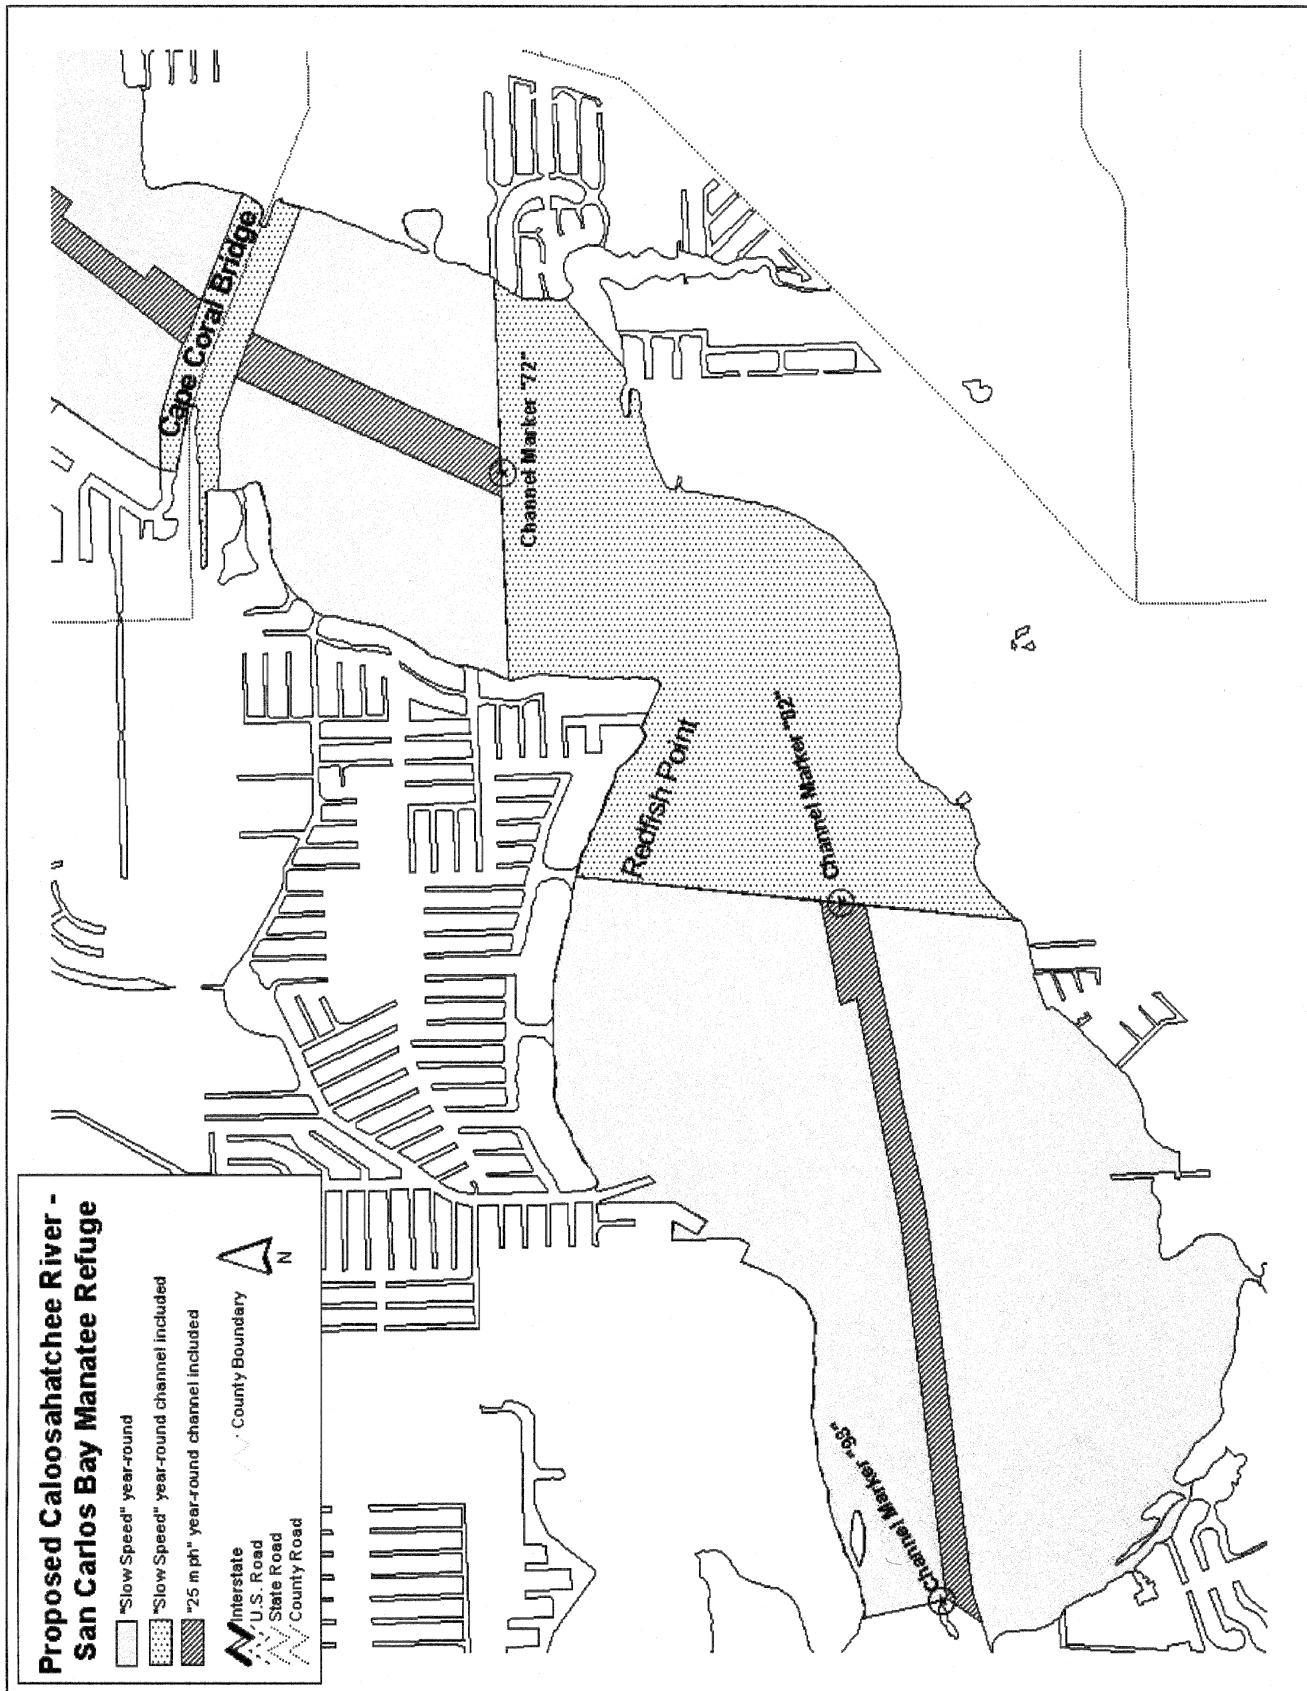 Proposed Caloosahatchee River -
San Carlos Bay Manatee Refuge
"Slow Speed" year-round
"Slow Speed" year-round channel included
"25 mph" year-round channel included
Interstate
U.S. Road
State Road
County Road
County Boundary
N
Cape Coral Bridge
Channel Marker "72"
Redfish Point
Channel Marker "82"
Channel Marker "93"